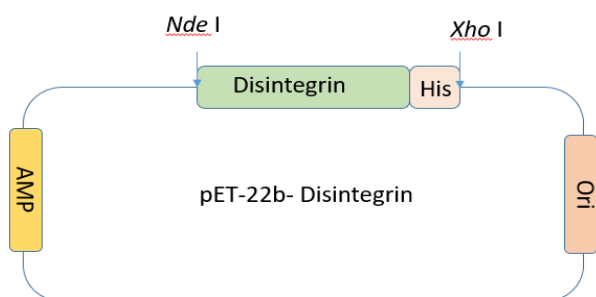 Nde I
Xho I
Disintegrin
His
AMP
pET-22b- Disintegrin
Ori